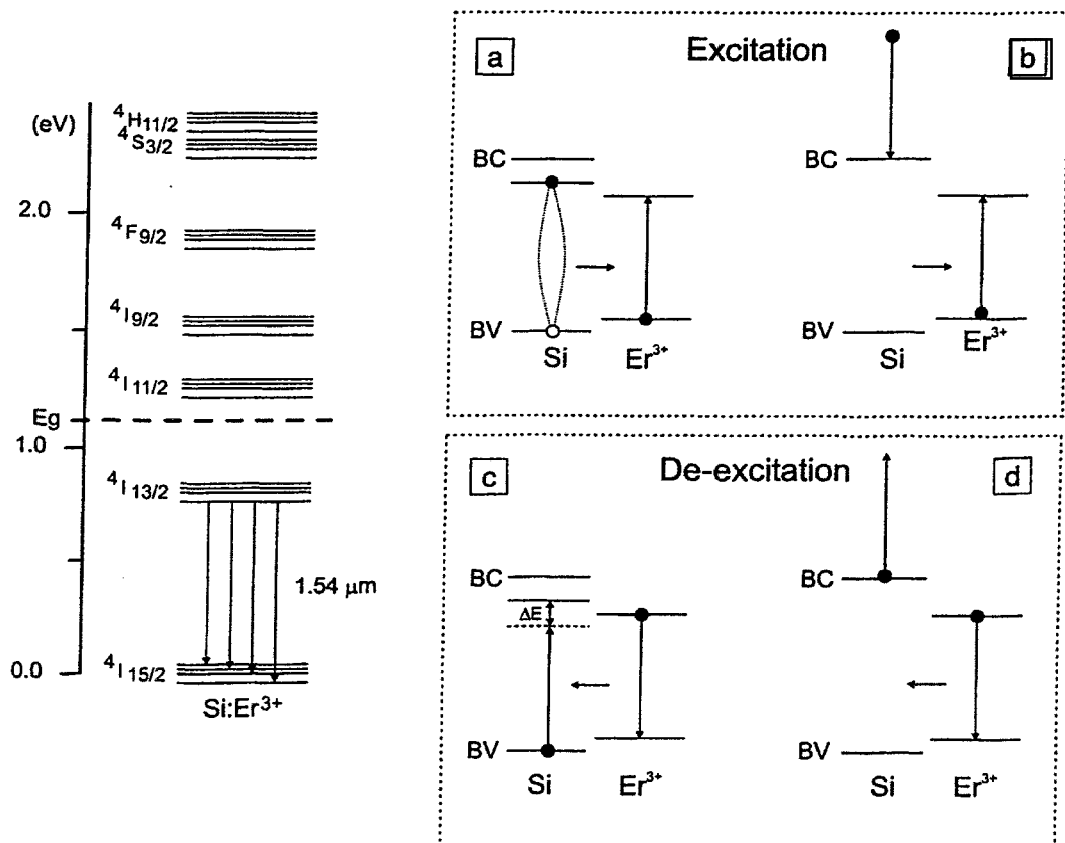 (eV)
2.0
1.0
0.0
Eg
⁴H₁₁/₂
⁴S₃/₂
⁴F₉/₂
⁴I₉/₂
⁴I₁₁/₂
⁴I₁₃/₂
⁴I₁₅/₂
1.54 μm
Si:Er³⁺
a
Excitation
b
BC
BV
Si
Er³⁺
BC
BV
Si
Er³⁺
c
De-excitation
d
BC
ΔE
BV
Si
Er³⁺
BC
BV
Si
Er³⁺